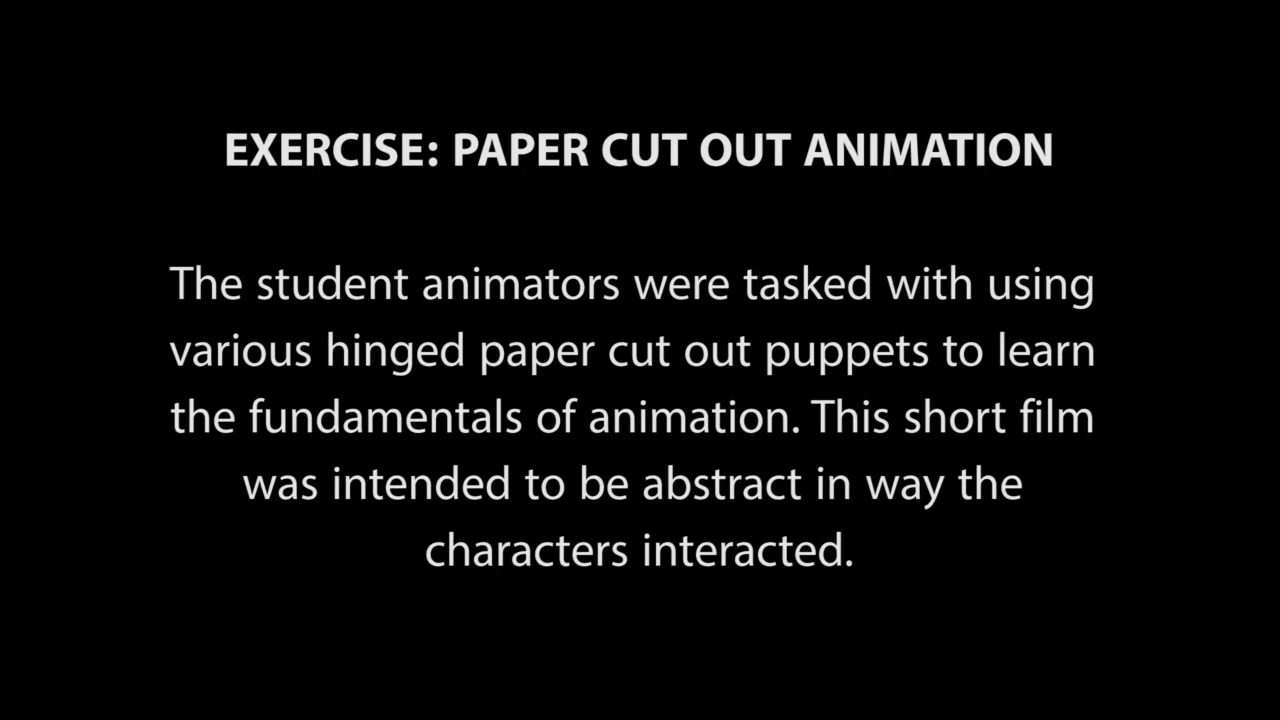 EXERCISE: PAPER CUT OUT ANIMATION
The student animators were tasked with using
various hinged paper cut out puppets to learn
the fundamentals of animation. This short film
was intended to be abstract in way the
characters interacted.